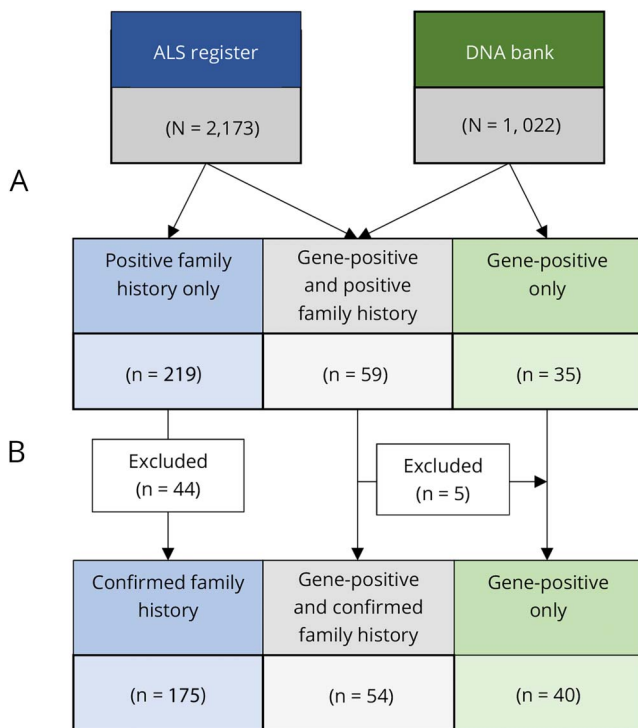 ALS register
DNA bank
(N = 2,173)
(N = 1, 022)
A
Positive family
history only
Gene-positive
and positive
family history
Gene-positive
only
(n = 219)
(n = 59)
(n = 35)
B
Excluded
(n = 44)
Excluded
(n = 5)
Confirmed family
history
Gene-positive
and confirmed
family history
Gene-positive
only
(n = 175)
(n = 54)
(n = 40)